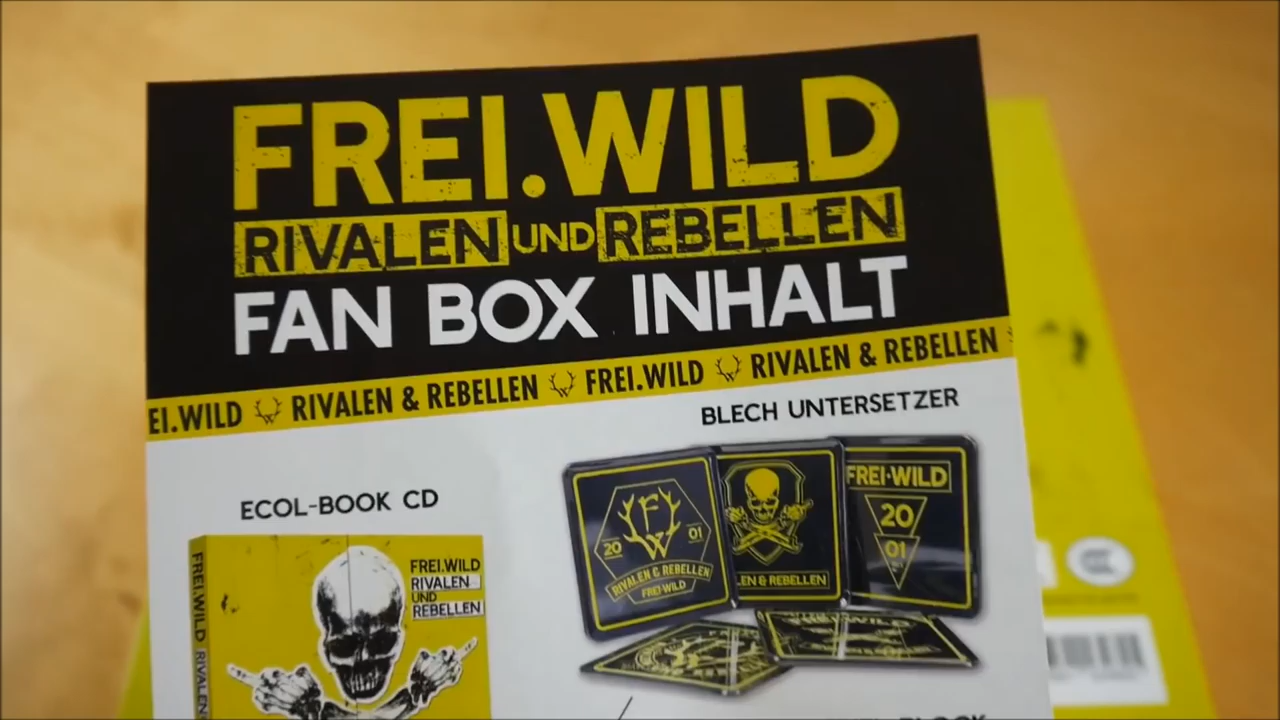 FREI.WILD
RIVALEN UND REBELLEN
FAN BOX INHALT
EI.WILD RIVALEN & REBELLEN FREI.WILD RIVALEN & REBELLEN
BLECH UNTERSETZER
ECOL-BOOK CD
FREI.WILD
RIVALEN
UND
REBELLEN
FREI.WILD RIVALEN
FW
20 01
RIVALEN & REBELLEN
FREI·WILD
LEN & REBELLEN
FREI·WILD
20
01
BLOCK